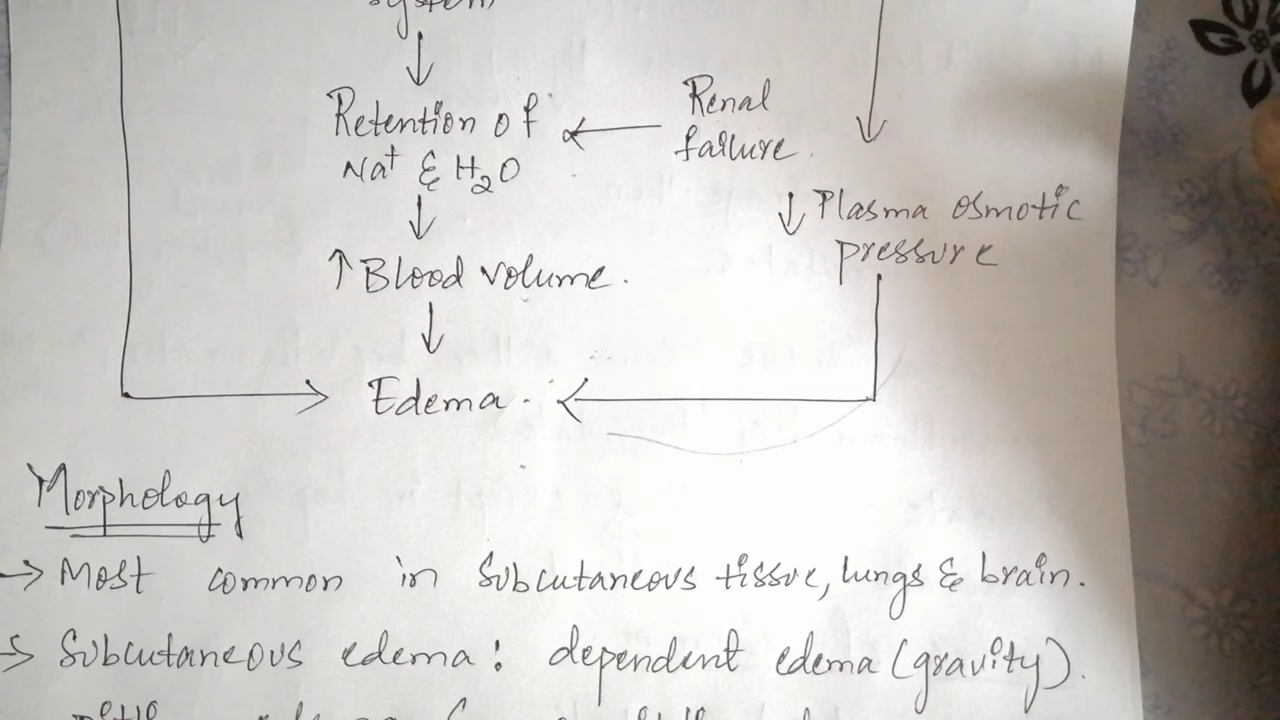 system
↓
Retention of ← Renal
Na⁺ & H₂O failure.
↓
↓ Plasma osmotic
pressure
↑ Blood volume.
↓
Edema.
Morphology
→ Most common in subcutaneous tissue, lungs & brain.
→ Subcutaneous edema: dependent edema (gravity).